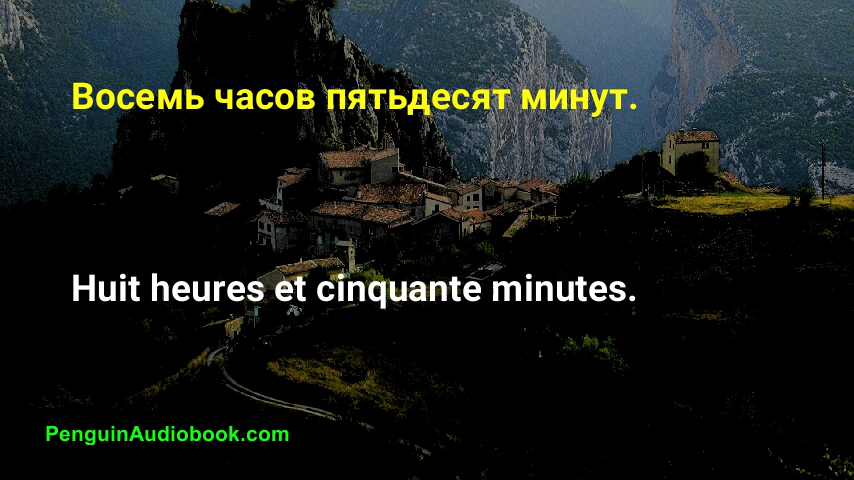 Восемь часов пятьдесят минут.
Huit heures et cinquante minutes.
PenguinAudiobook.com